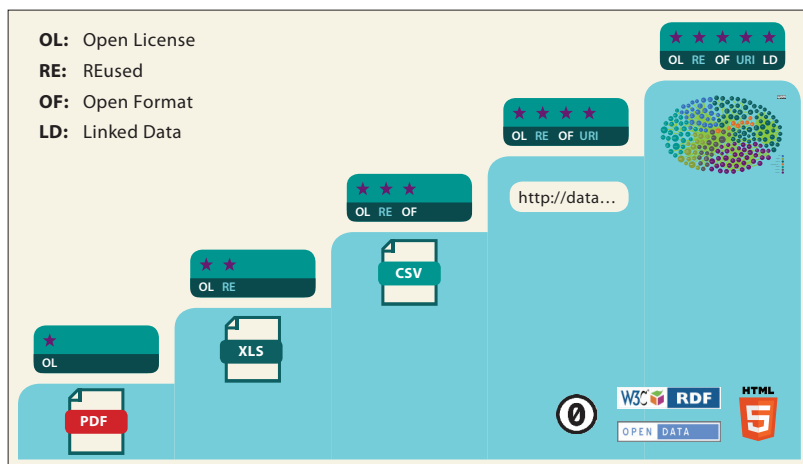 OL: Open License
RE: REused
OF: Open Format
LD: Linked Data
OL RE OF URI LD
OL RE OF URI
http://data...
OL RE OF
CSV
OL RE
XLS
OL
PDF
0
W3C RDF
OPEN DATA
HTML
5